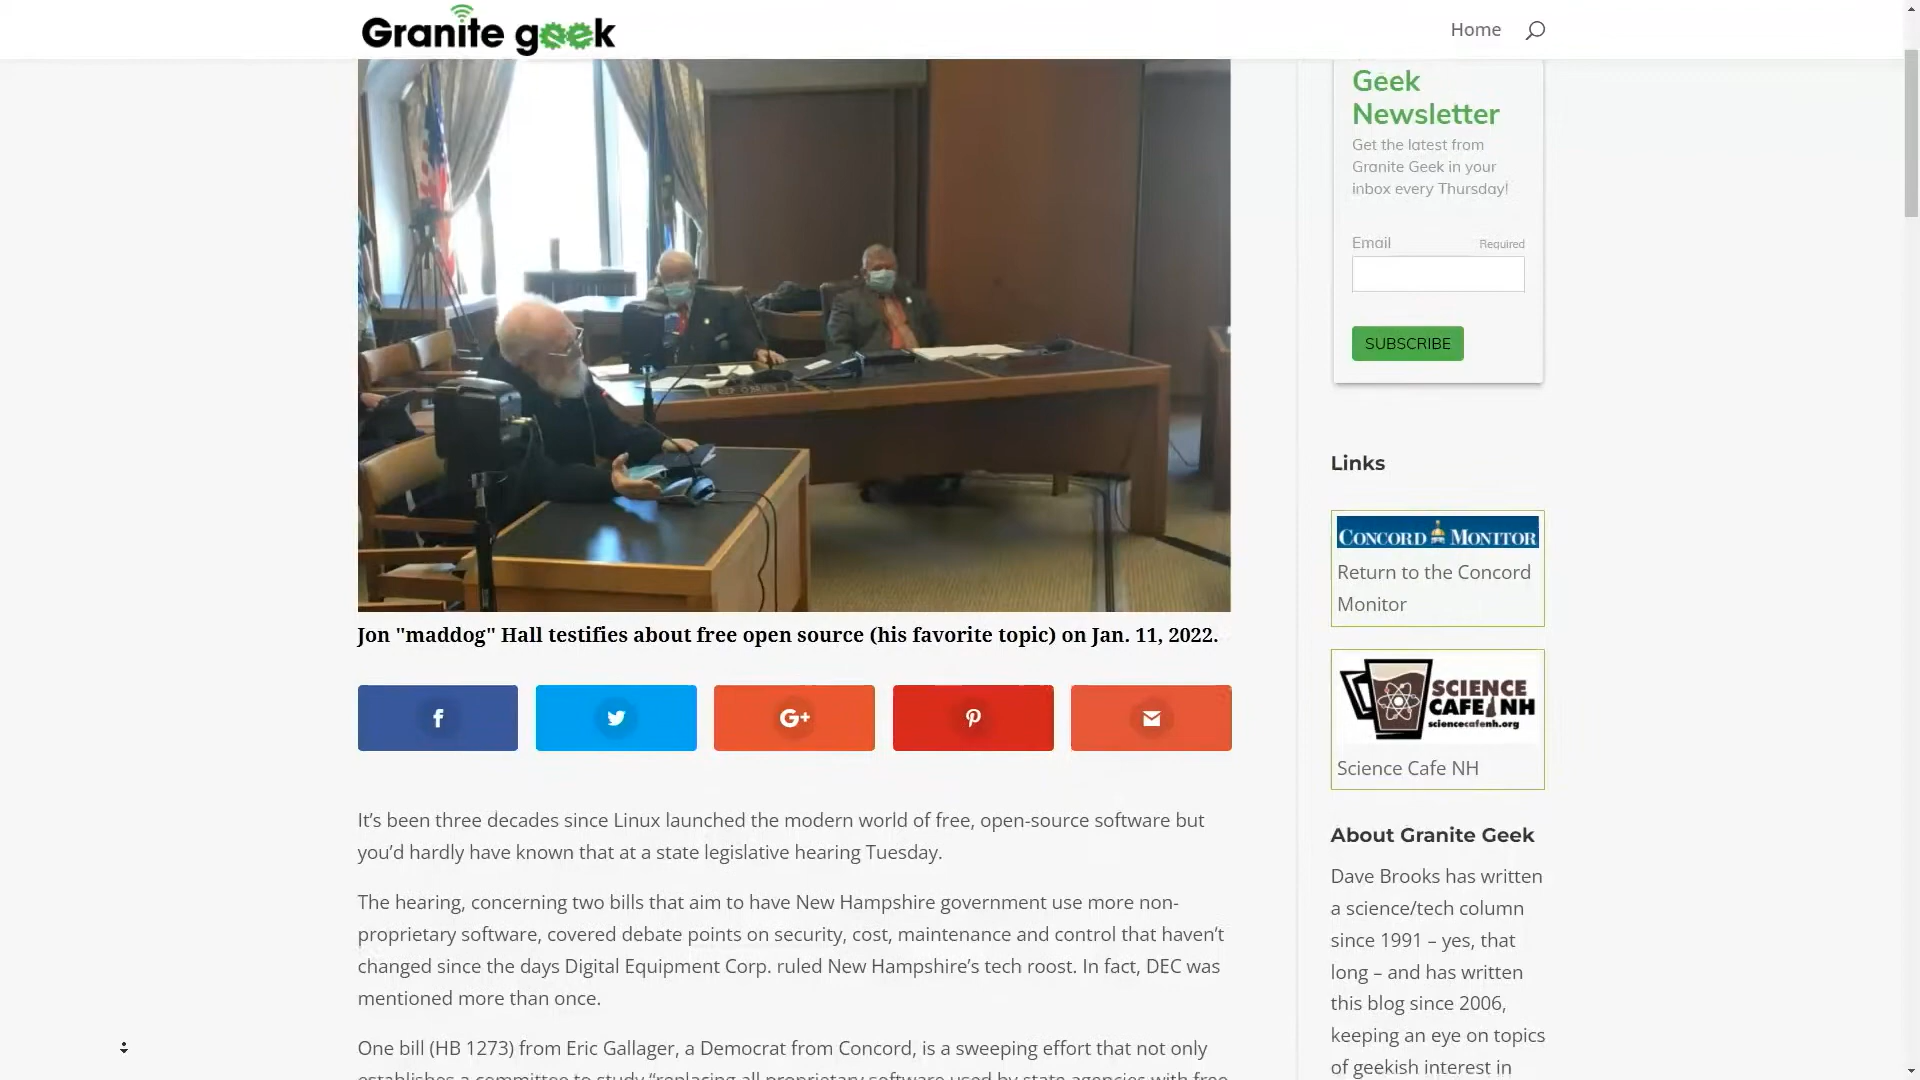 Granite geek
Home
Geek
Newsletter
Get the latest from
Granite Geek in your
inbox every Thursday!
Email
Required
SUBSCRIBE
Jon "maddog" Hall testifies about free open source (his favorite topic) on Jan. 11, 2022.
f
G+
It’s been three decades since Linux launched the modern world of free, open-source software but
you’d hardly have known that at a state legislative hearing Tuesday.
The hearing, concerning two bills that aim to have New Hampshire government use more non-
proprietary software, covered debate points on security, cost, maintenance and control that haven’t
changed since the days Digital Equipment Corp. ruled New Hampshire’s tech roost. In fact, DEC was
mentioned more than once.
One bill (HB 1273) from Eric Gallager, a Democrat from Concord, is a sweeping effort that not only
establishes a committee to study “replacing all proprietary software used by state agencies with free
Links
CONCORD MONITOR
Return to the Concord
Monitor
SCIENCE
CAFE NH
sciencecafenh.org
Science Cafe NH
About Granite Geek
Dave Brooks has written
a science/tech column
since 1991 – yes, that
long – and has written
this blog since 2006,
keeping an eye on topics
of geekish interest in